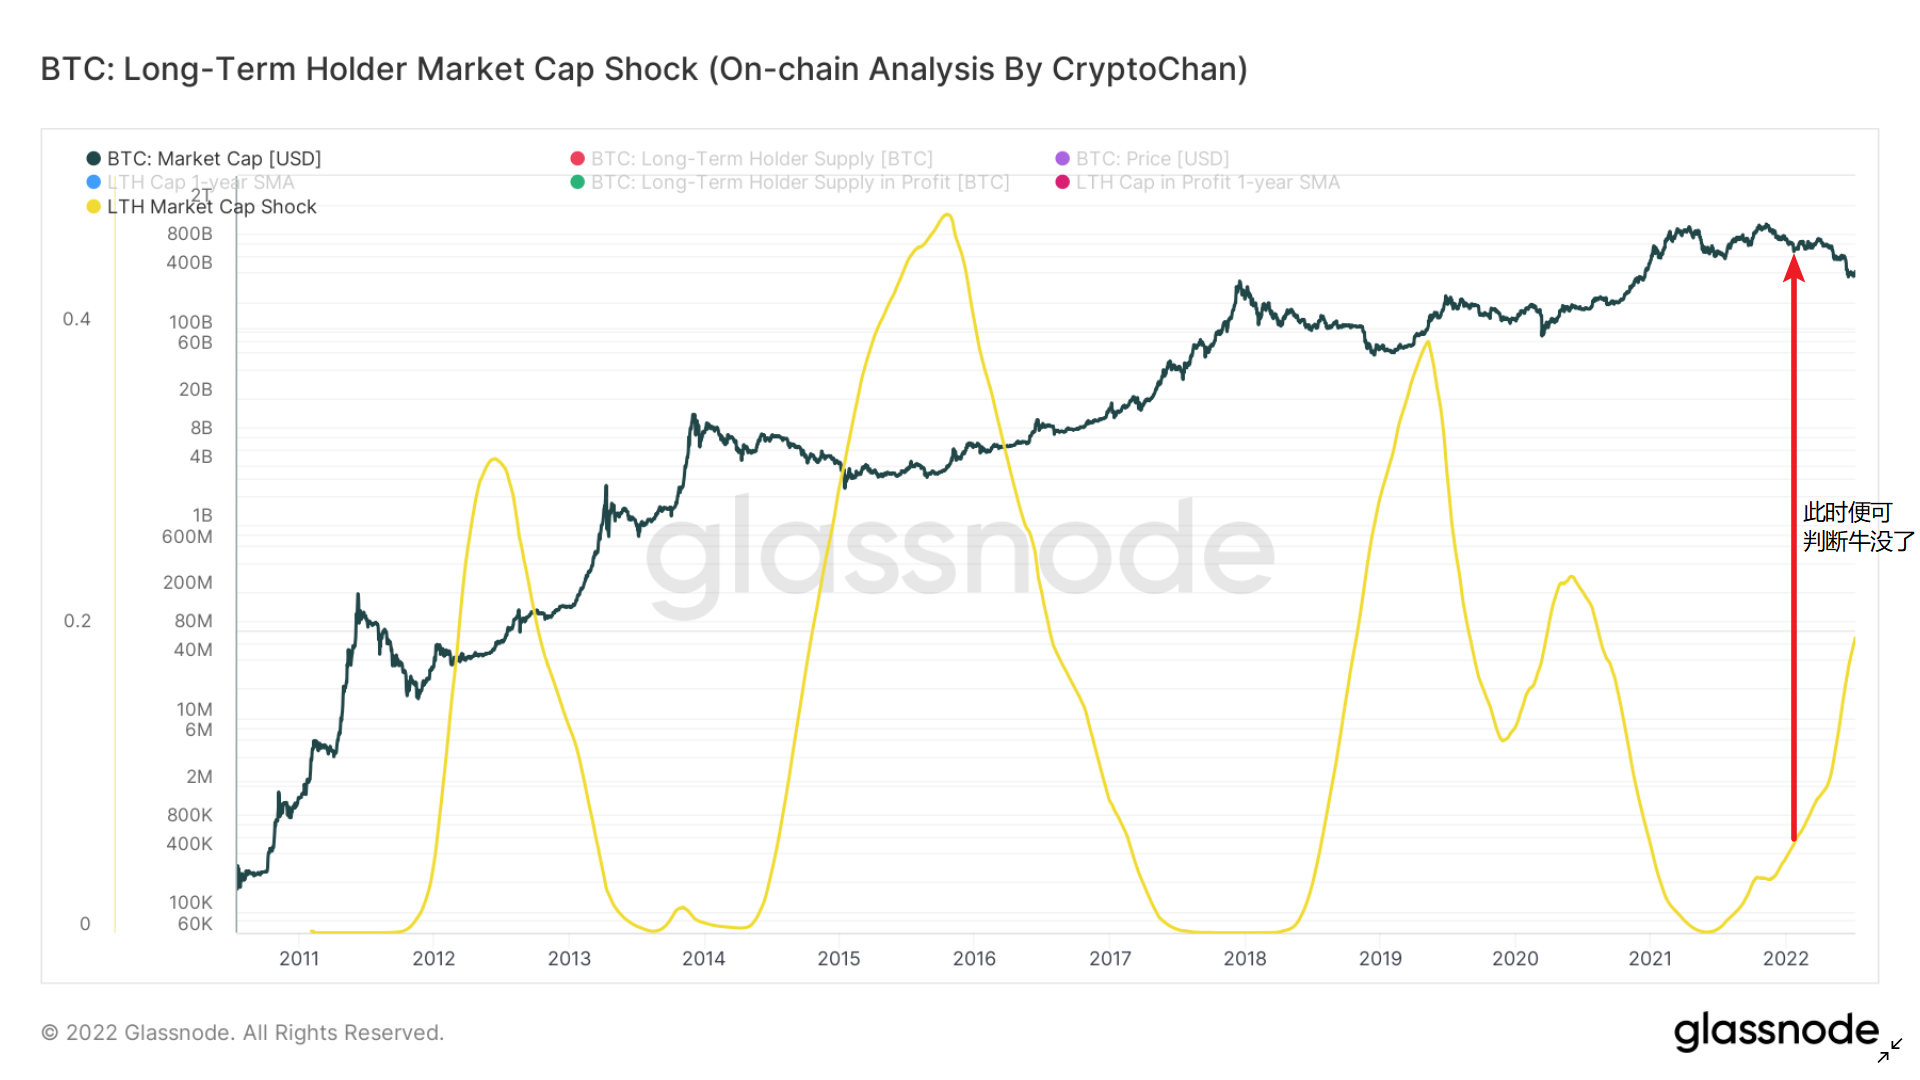 BTC: Long-Term Holder Market Cap Shock (On-chain Analysis By CryptoChan)
BTC: Market Cap [USD]
BTC: Long-Term Holder Supply [BTC]
BTC: Price [USD]
LTH Cap 1-year SMA
BTC: Long-Term Holder Supply in Profit [BTC]
LTH Cap in Profit 1-year SMA
LTH Market Cap Shock
0.4
0.2
0
2T
800B
400B
100B
60B
20B
8B
4B
1B
600M
200M
80M
40M
10M
6M
2M
800K
400K
100K
60K
glassnode
此时便可
判断牛没了
2011
2012
2013
2014
2015
2016
2017
2018
2019
2020
2021
2022
© 2022 Glassnode. All Rights Reserved.
glassnode